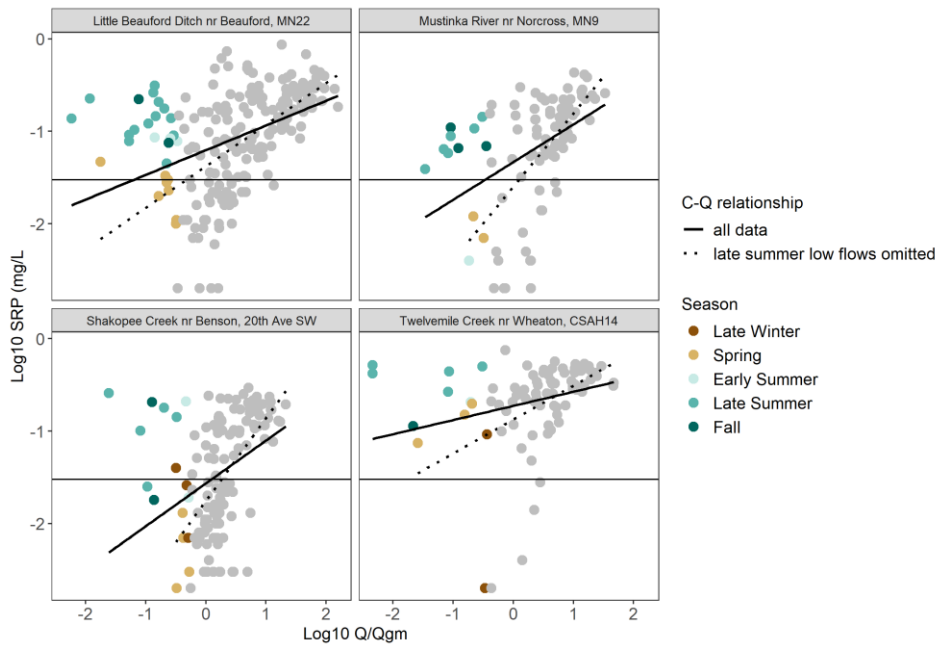 Little Beauford Ditch nr Beauford, MN22
Mustinka River nr Norcross, MN9
0
-1
-2
Shakopee Creek nr Benson, 20th Ave SW
Twelvemile Creek nr Wheaton, CSAH14
0
-1
-2
-2 -1 0 1 2
-2 -1 0 1 2
Log10 Q/Qgm
Log10 SRP (mg/L)
C-Q relationship
all data
late summer low flows omitted
Season
Late Winter
Spring
Early Summer
Late Summer
Fall